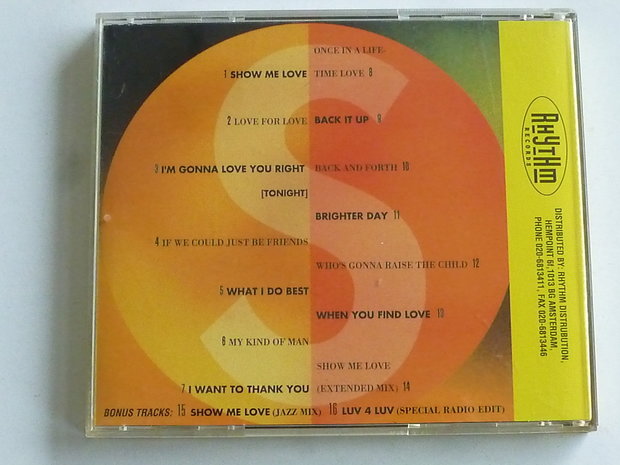 1 SHOW ME LOVE
2 LOVE FOR LOVE
3 I'M GONNA LOVE YOU RIGHT
[TONIGHT]
4 IF WE COULD JUST BE FRIENDS
5 WHAT I DO BEST
6 MY KIND OF MAN
7 I WANT TO THANK YOU
ONCE IN A LIFE-
TIME LOVE 8
BACK IT UP 9
BACK AND FORTH 10
BRIGHTER DAY 11
WHO'S GONNA RAISE THE CHILD 12
WHEN YOU FIND LOVE 13
SHOW ME LOVE
(EXTENDED MIX) 14
BONUS TRACKS: 15 SHOW ME LOVE (JAZZ MIX) 16 LUV 4 LUV (SPECIAL RADIO EDIT)
S
RHYTHM
RECORDS
DISTRIBUTED BY: RHYTHM DISTRUBUTION,
HEMPOINT 6f,1013 BG AMSTERDAM,
PHONE 020-6813411, FAX 020-6813446